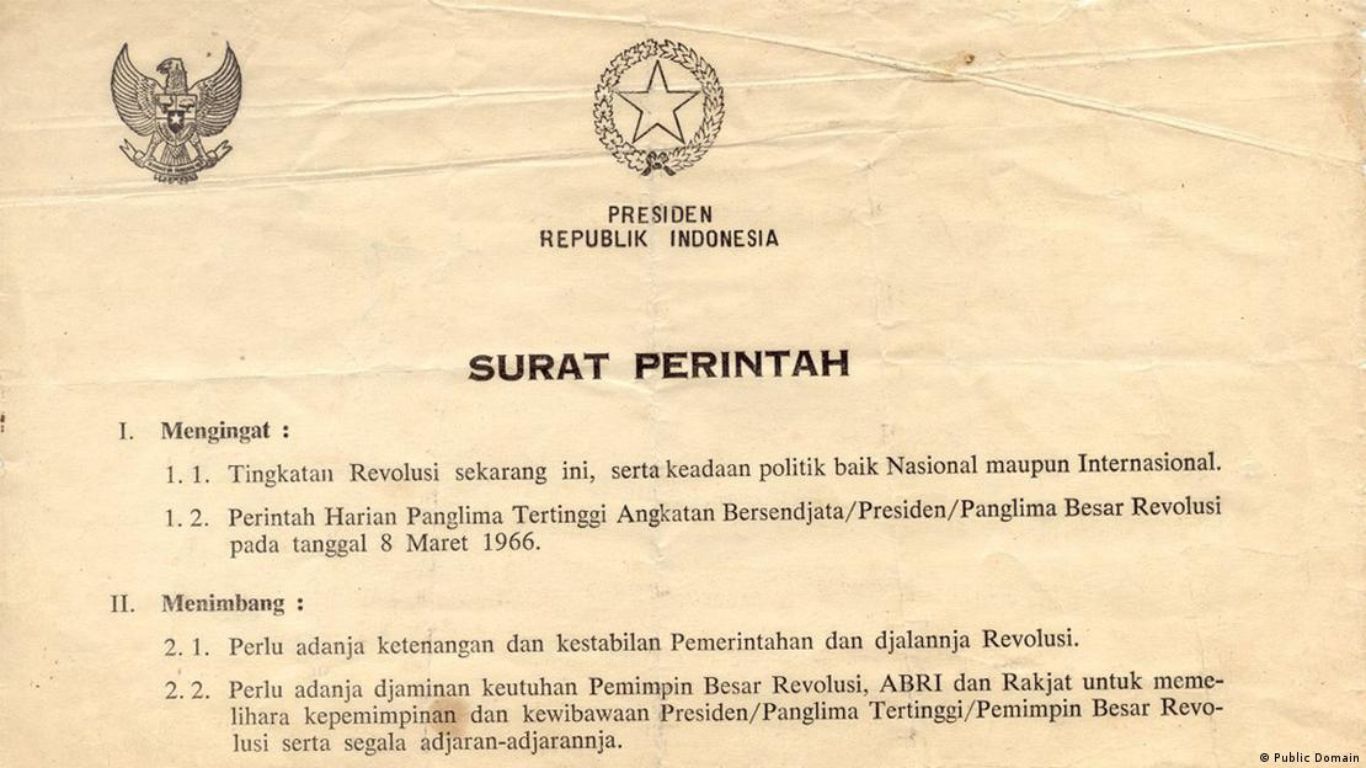 PRESIDEN
REPUBLIK INDONESIA
SURAT PERINTAH
I. Mengingat :
1. 1. Tingkatan Revolusi sekarang ini, serta keadaan politik baik Nasional maupun Internasional.
1. 2. Perintah Harian Panglima Tertinggi Angkatan Bersendjata/Presiden/Panglima Besar Revolusi
pada tanggal 8 Maret 1966.
II. Menimbang :
2. 1. Perlu adanja ketenangan dan kestabilan Pemerintahan dan djalannja Revolusi.
2. 2. Perlu adanja djaminan keutuhan Pemimpin Besar Revolusi, ABRI dan Rakjat untuk meme-
lihara kepemimpinan dan kewibawaan Presiden/Panglima Tertinggi/Pemimpin Besar Revo-
lusi serta segala adjaran-adjarannja.
© Public Domain